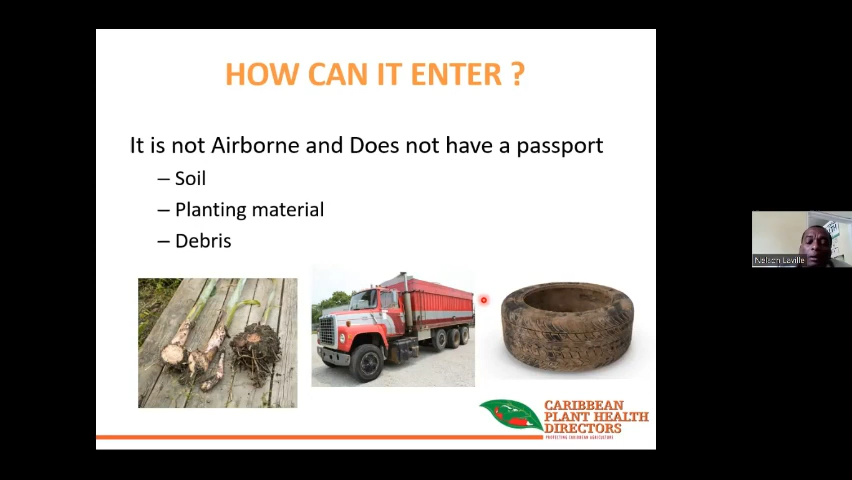 HOW CAN IT ENTER ?
It is not Airborne and Does not have a passport
– Soil
– Planting material
– Debris
Nelson Laville
CARIBBEAN
PLANT HEALTH
DIRECTORS
PROTECTING CARIBBEAN AGRICULTURE